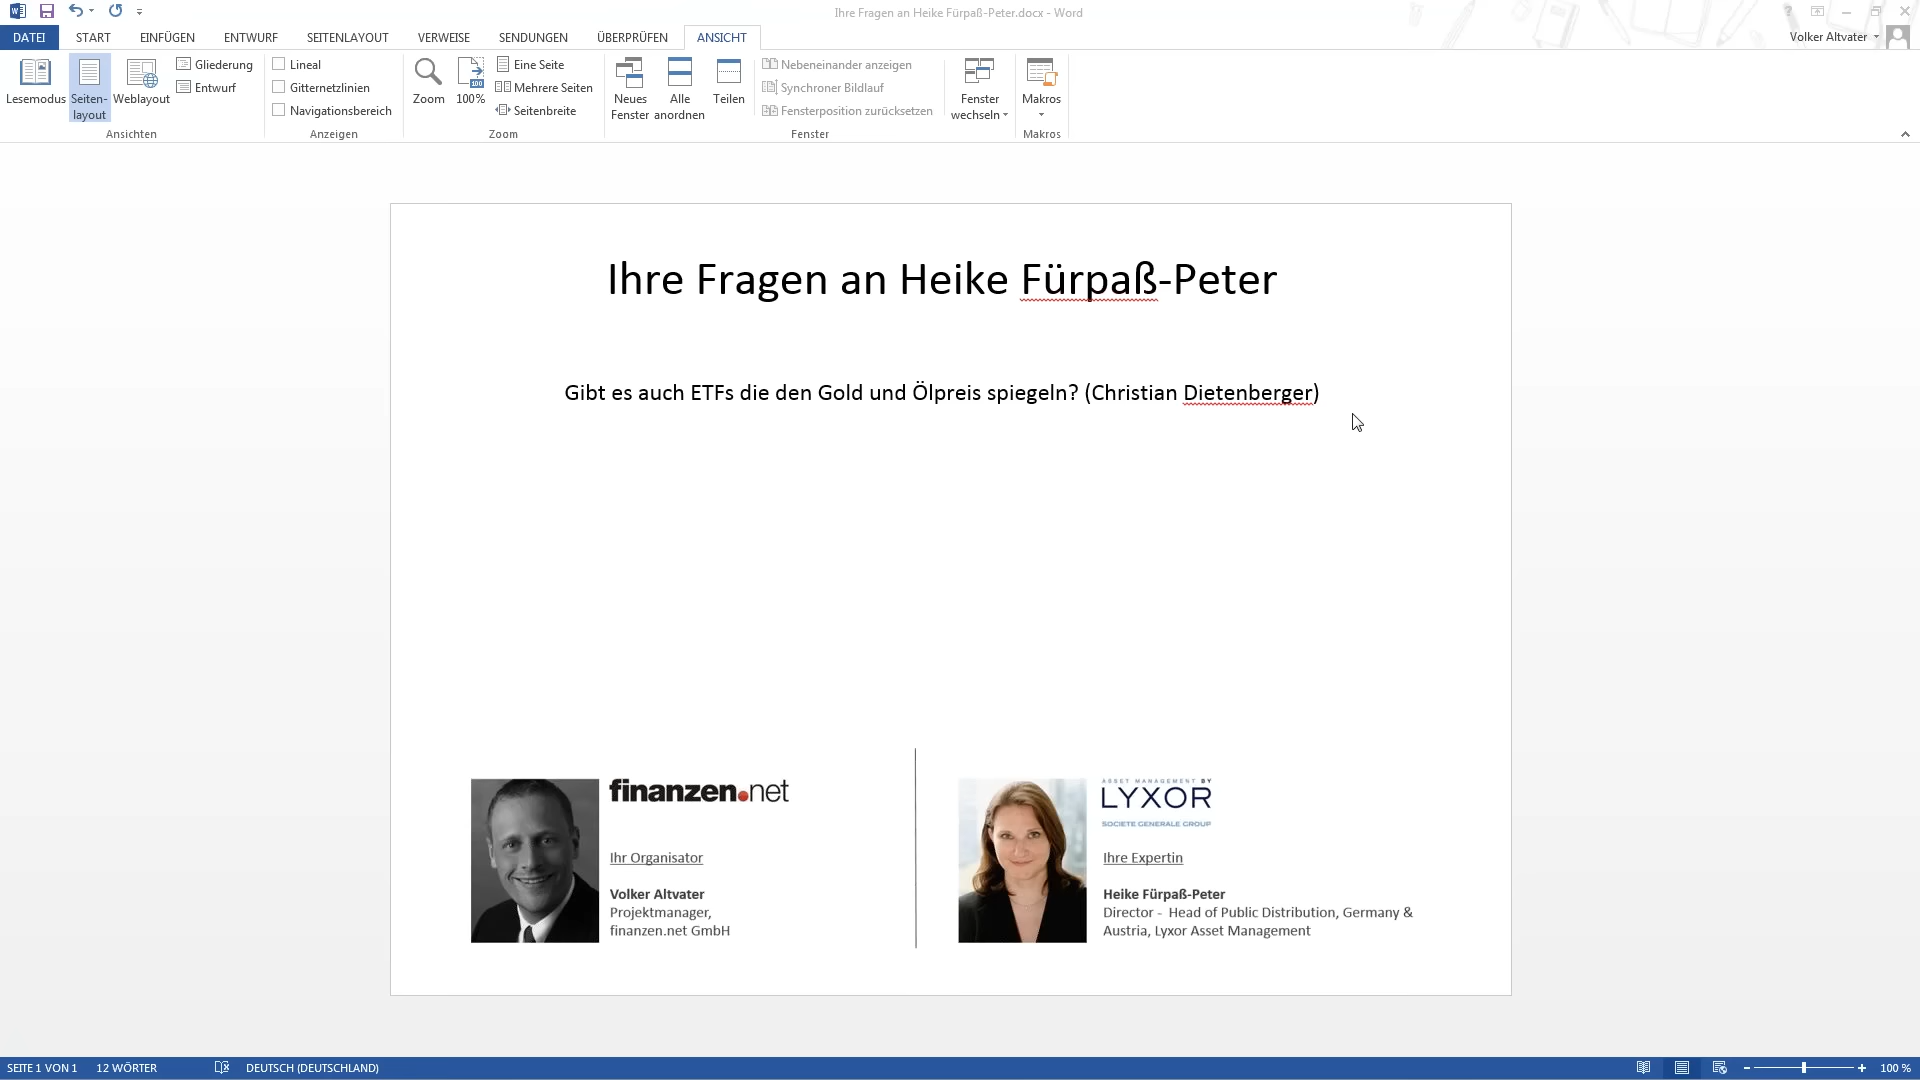 Ihre Fragen an Heike Fürpaß-Peter.docx - Word
DATEI START EINFÜGEN ENTWURF SEITENLAYOUT VERWEISE SENDUNGEN ÜBERPRÜFEN ANSICHT Volker Altvater
Lesemodus
Seiten-
layout
Weblayout
Gliederung
Entwurf
Ansichten
Lineal
Gitternetzlinien
Navigationsbereich
Anzeigen
Zoom
100
100%
Eine Seite
Mehrere Seiten
Seitenbreite
Zoom
Neues
Fenster
Alle
anordnen
Teilen
Nebeneinander anzeigen
Synchroner Bildlauf
Fensterposition zurücksetzen
Fenster
wechseln
Fenster
Makros
Makros
Ihre Fragen an Heike Fürpaß-Peter
Gibt es auch ETFs die den Gold und Ölpreis spiegeln? (Christian Dietenberger)
finanzen.net
Ihr Organisator
Volker Altvater
Projektmanager,
finanzen.net GmbH
ASSET MANAGEMENT BY
LYXOR
SOCIETE GENERALE GROUP
Ihre Expertin
Heike Fürpaß-Peter
Director - Head of Public Distribution, Germany &
Austria, Lyxor Asset Management
SEITE 1 VON 1 12 WÖRTER DEUTSCH (DEUTSCHLAND) 100 %